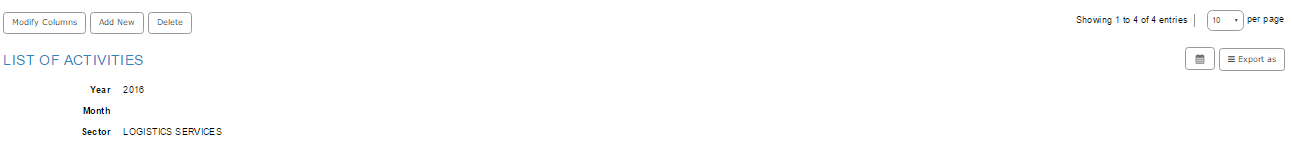 Modify Columns Add New Delete Showing 1 to 4 of 4 entries 10 per page
LIST OF ACTIVITIES Export as
Year 2016
Month
Sector LOGISTICS SERVICES